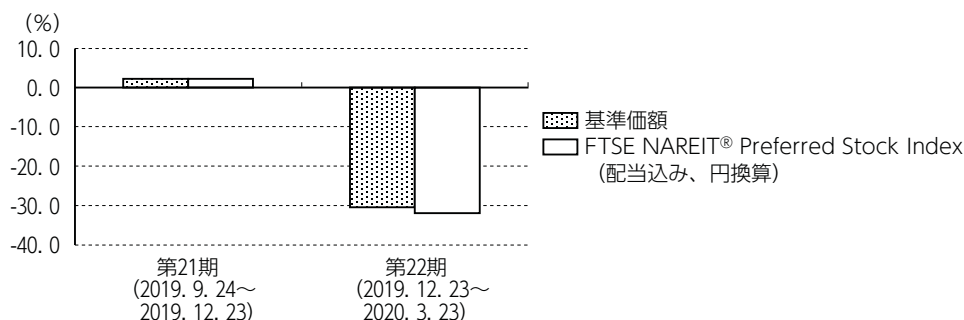 (%)
10.0
0.0
-10.0
-20.0
-30.0
-40.0
第21期
(2019.9.24～
2019.12.23)
第22期
(2019.12.23～
2020.3.23)
基準価額
FTSE NAREIT® Preferred Stock Index
(配当込み、円換算)